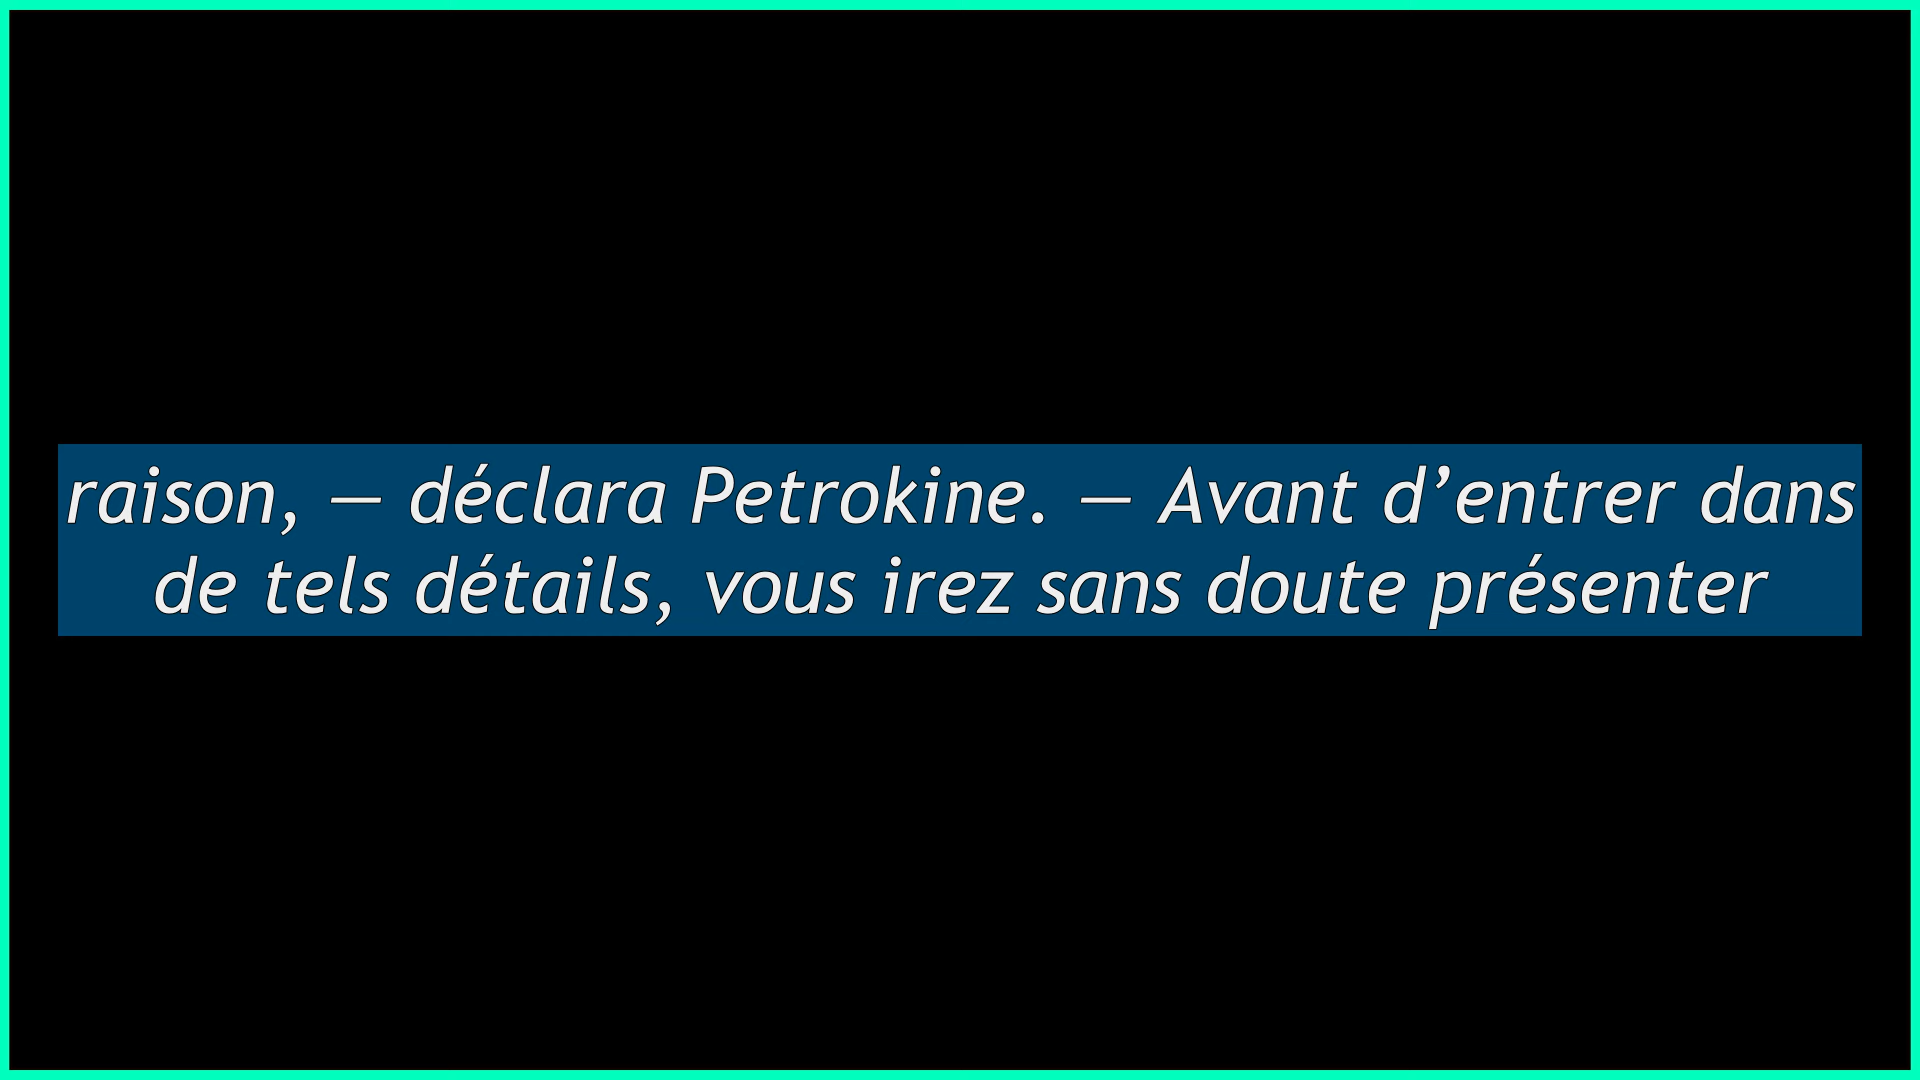 raison, — déclara Petrokine. — Avant d’entrer dans
de tels détails, vous irez sans doute présenter